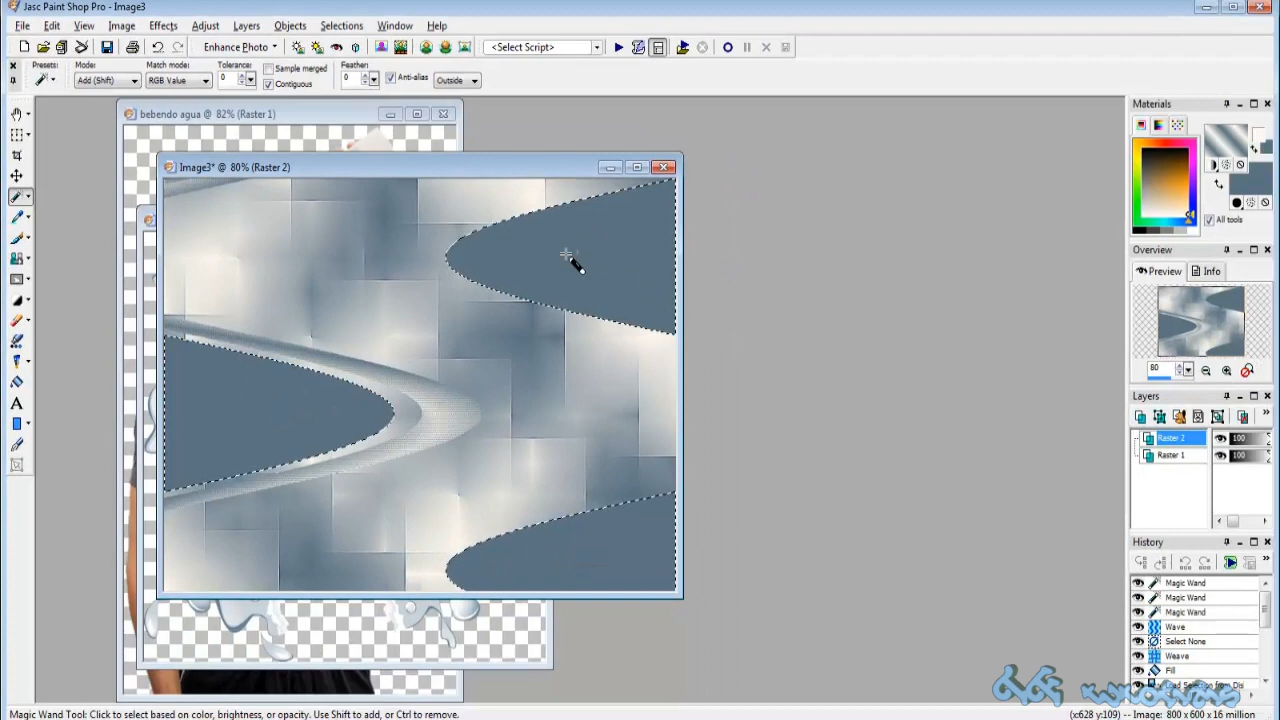 Jasc Paint Shop Pro - Image3
File Edit View Image Effects Adjust Layers Objects Selections Window Help
Enhance Photo <Select Script>
Presets: Mode: Match mode: Tolerance: Sample merged Feather:
Add (Shift) RGB Value 0 Contiguous 0 Anti-alias Outside
bebendo agua @ 82% (Raster 1)
Image3* @ 80% (Raster 2)
Materials
All tools
Overview
Preview Info
80
Layers
Raster 2 100
Raster 1 100
History
Magic Wand
Magic Wand
Magic Wand
Wave
Select None
Weave
Fill
Load Selection from Dis
Magic Wand Tool: Click to select based on color, brightness, or opacity. Use Shift to add, or Ctrl to remove.
(x:628 y:109) -- Image: 800 x 600 x 16 million